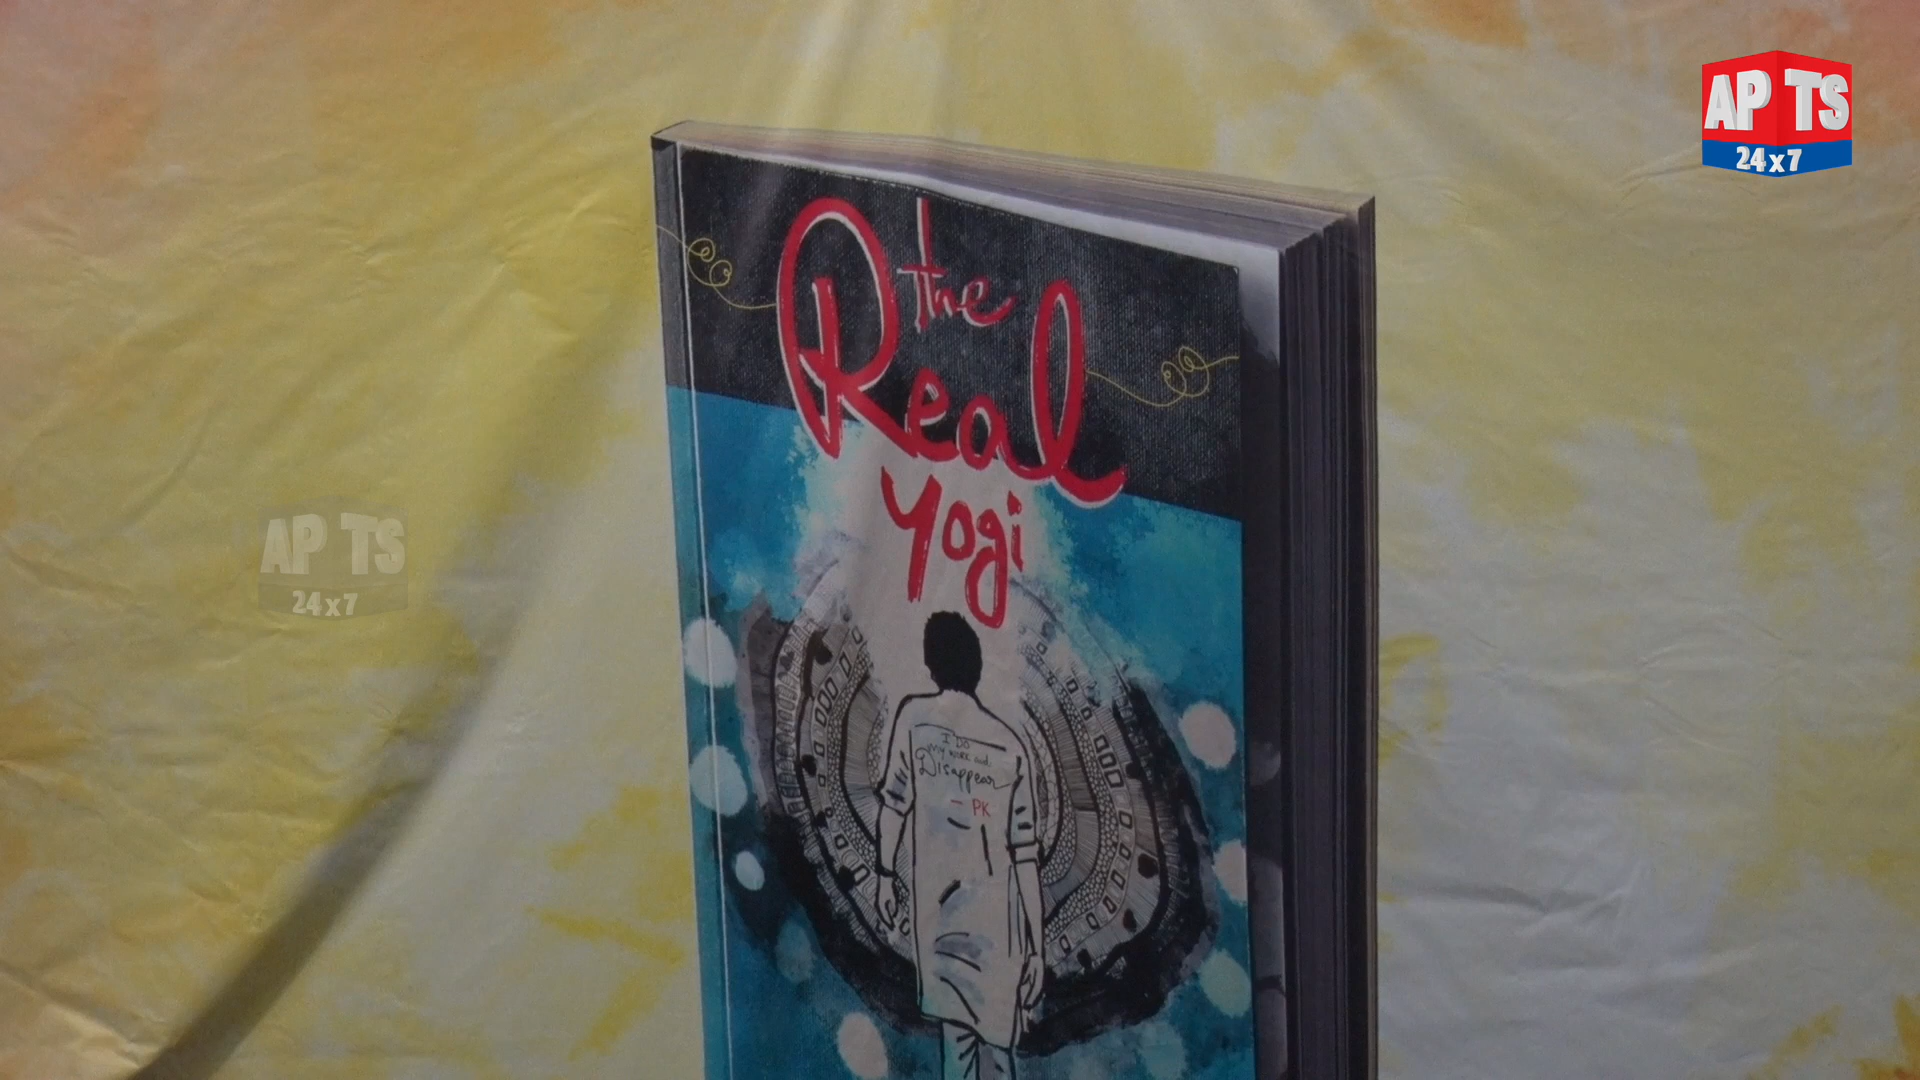 AP TS
24x7
the
Real
Yogi
AP TS
24x7
I DO
My work and
Disappear
- PK